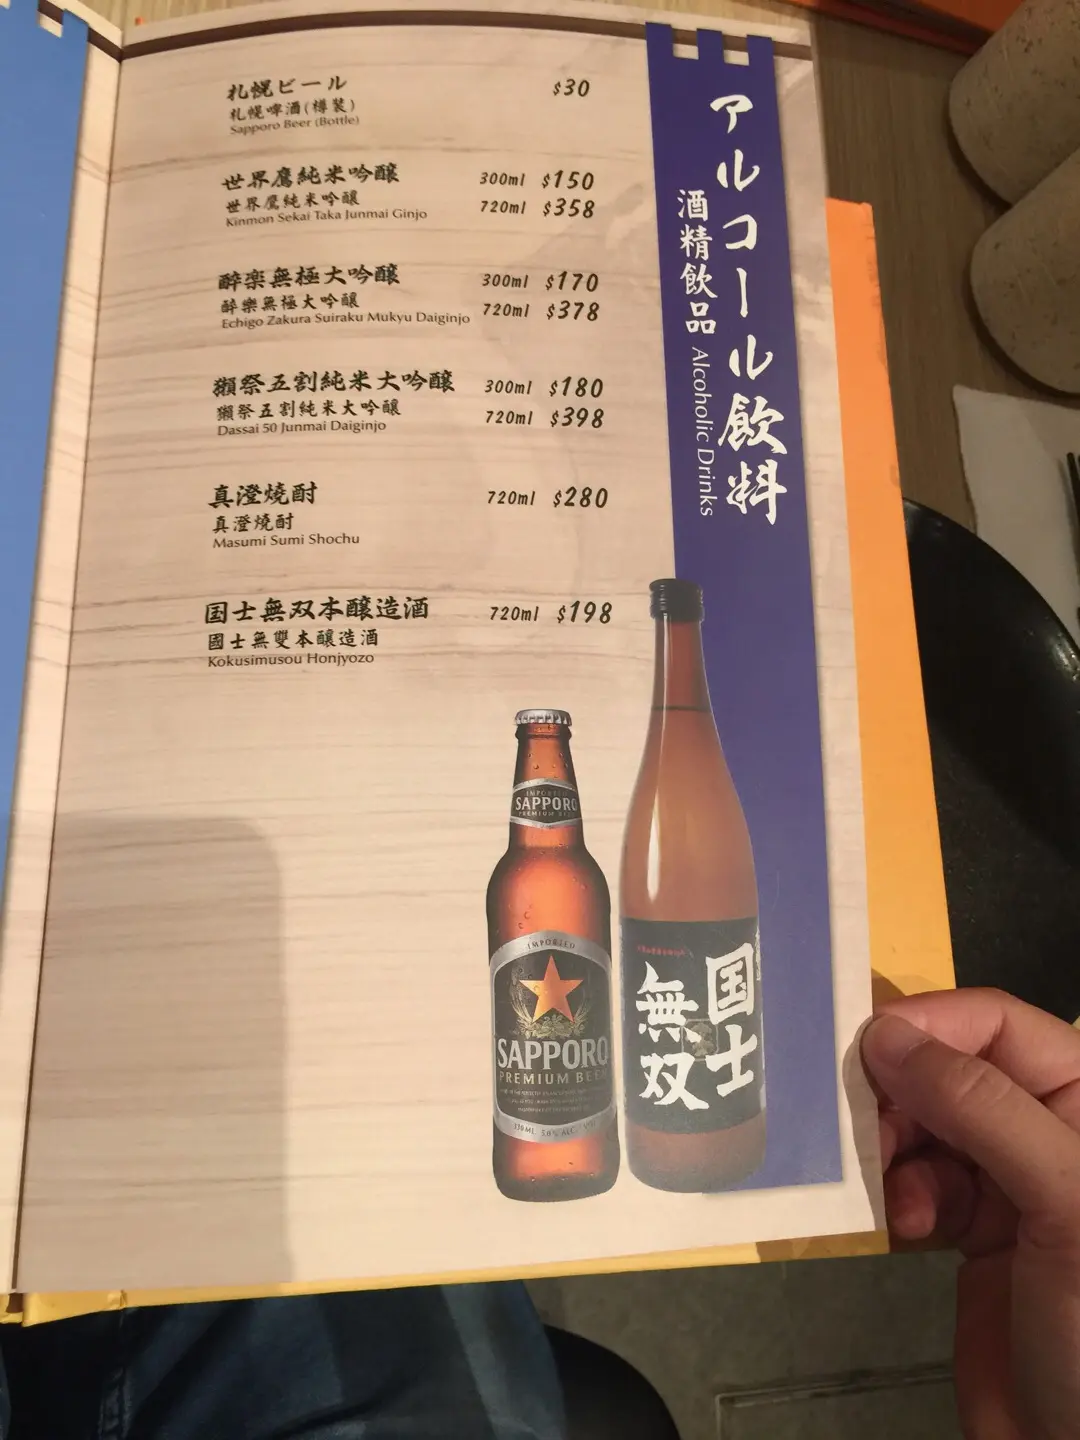 札幌ビール $30
札幌啤酒(樽裝)
Sapporo Beer (Bottle)
世界鷹純米吟醸 300ml $150
世界鷹純米吟釀 720ml $358
Kinmon Sekai Taka Junmai Ginjo
酔楽無極大吟醸 300ml $170
醉樂無極大吟釀 720ml $378
Echigo Zakura Suiraku Mukyu Daiginjo
獺祭五割純米大吟醸 300ml $180
獺祭五割純米大吟釀 720ml $398
Dassai 50 Junmai Daiginjo
真澄焼酎 720ml $280
真澄燒酎
Masumi Sumi Shochu
国士無双本醸造酒 720ml $198
國士無雙本釀造酒
Kokusimusou Honjyozo
アルコール飲料
酒精飲品 Alcoholic Drinks
IMPORTED
SAPPORO
PREMIUM BEER
IMPORTED
SAPPORO
PREMIUM BEER
国士
無双